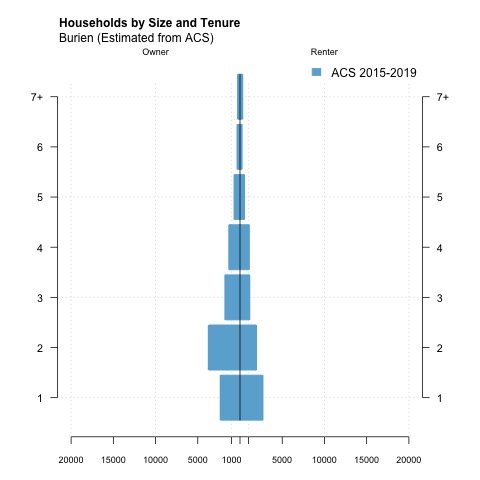 Households by Size and Tenure
Burien (Estimated from ACS)
Owner Renter
ACS 2015-2019
7+ 7+
6 6
5 5
4 4
3 3
2 2
1 1
20000 15000 10000 5000 1000 5000 10000 15000 20000